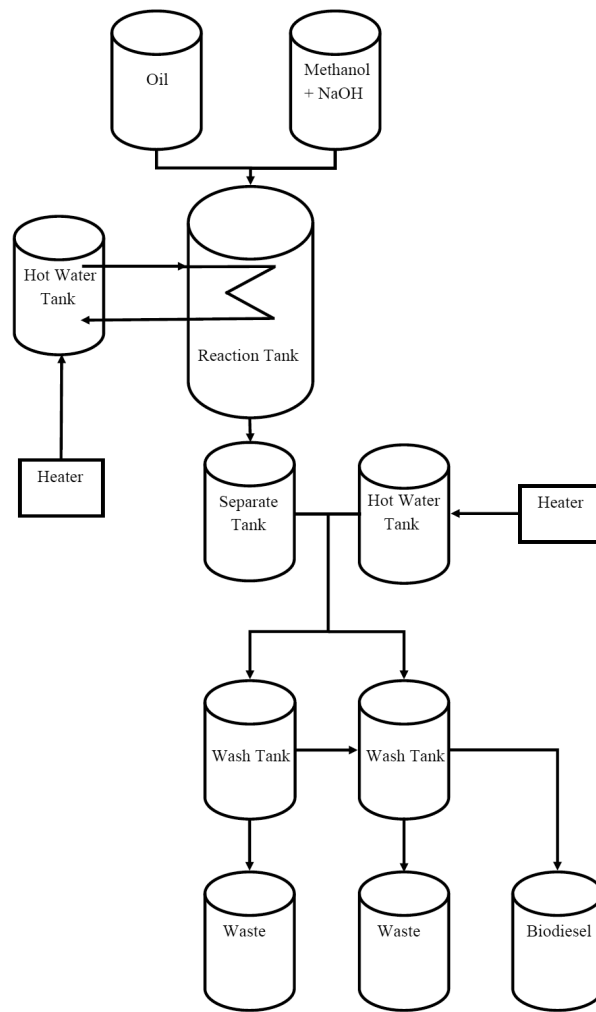 Oil
Methanol
+ NaOH
Hot Water
Tank
Reaction Tank
Heater
Separate
Tank
Hot Water
Tank
Heater
Wash Tank
Wash Tank
Waste
Waste
Biodiesel